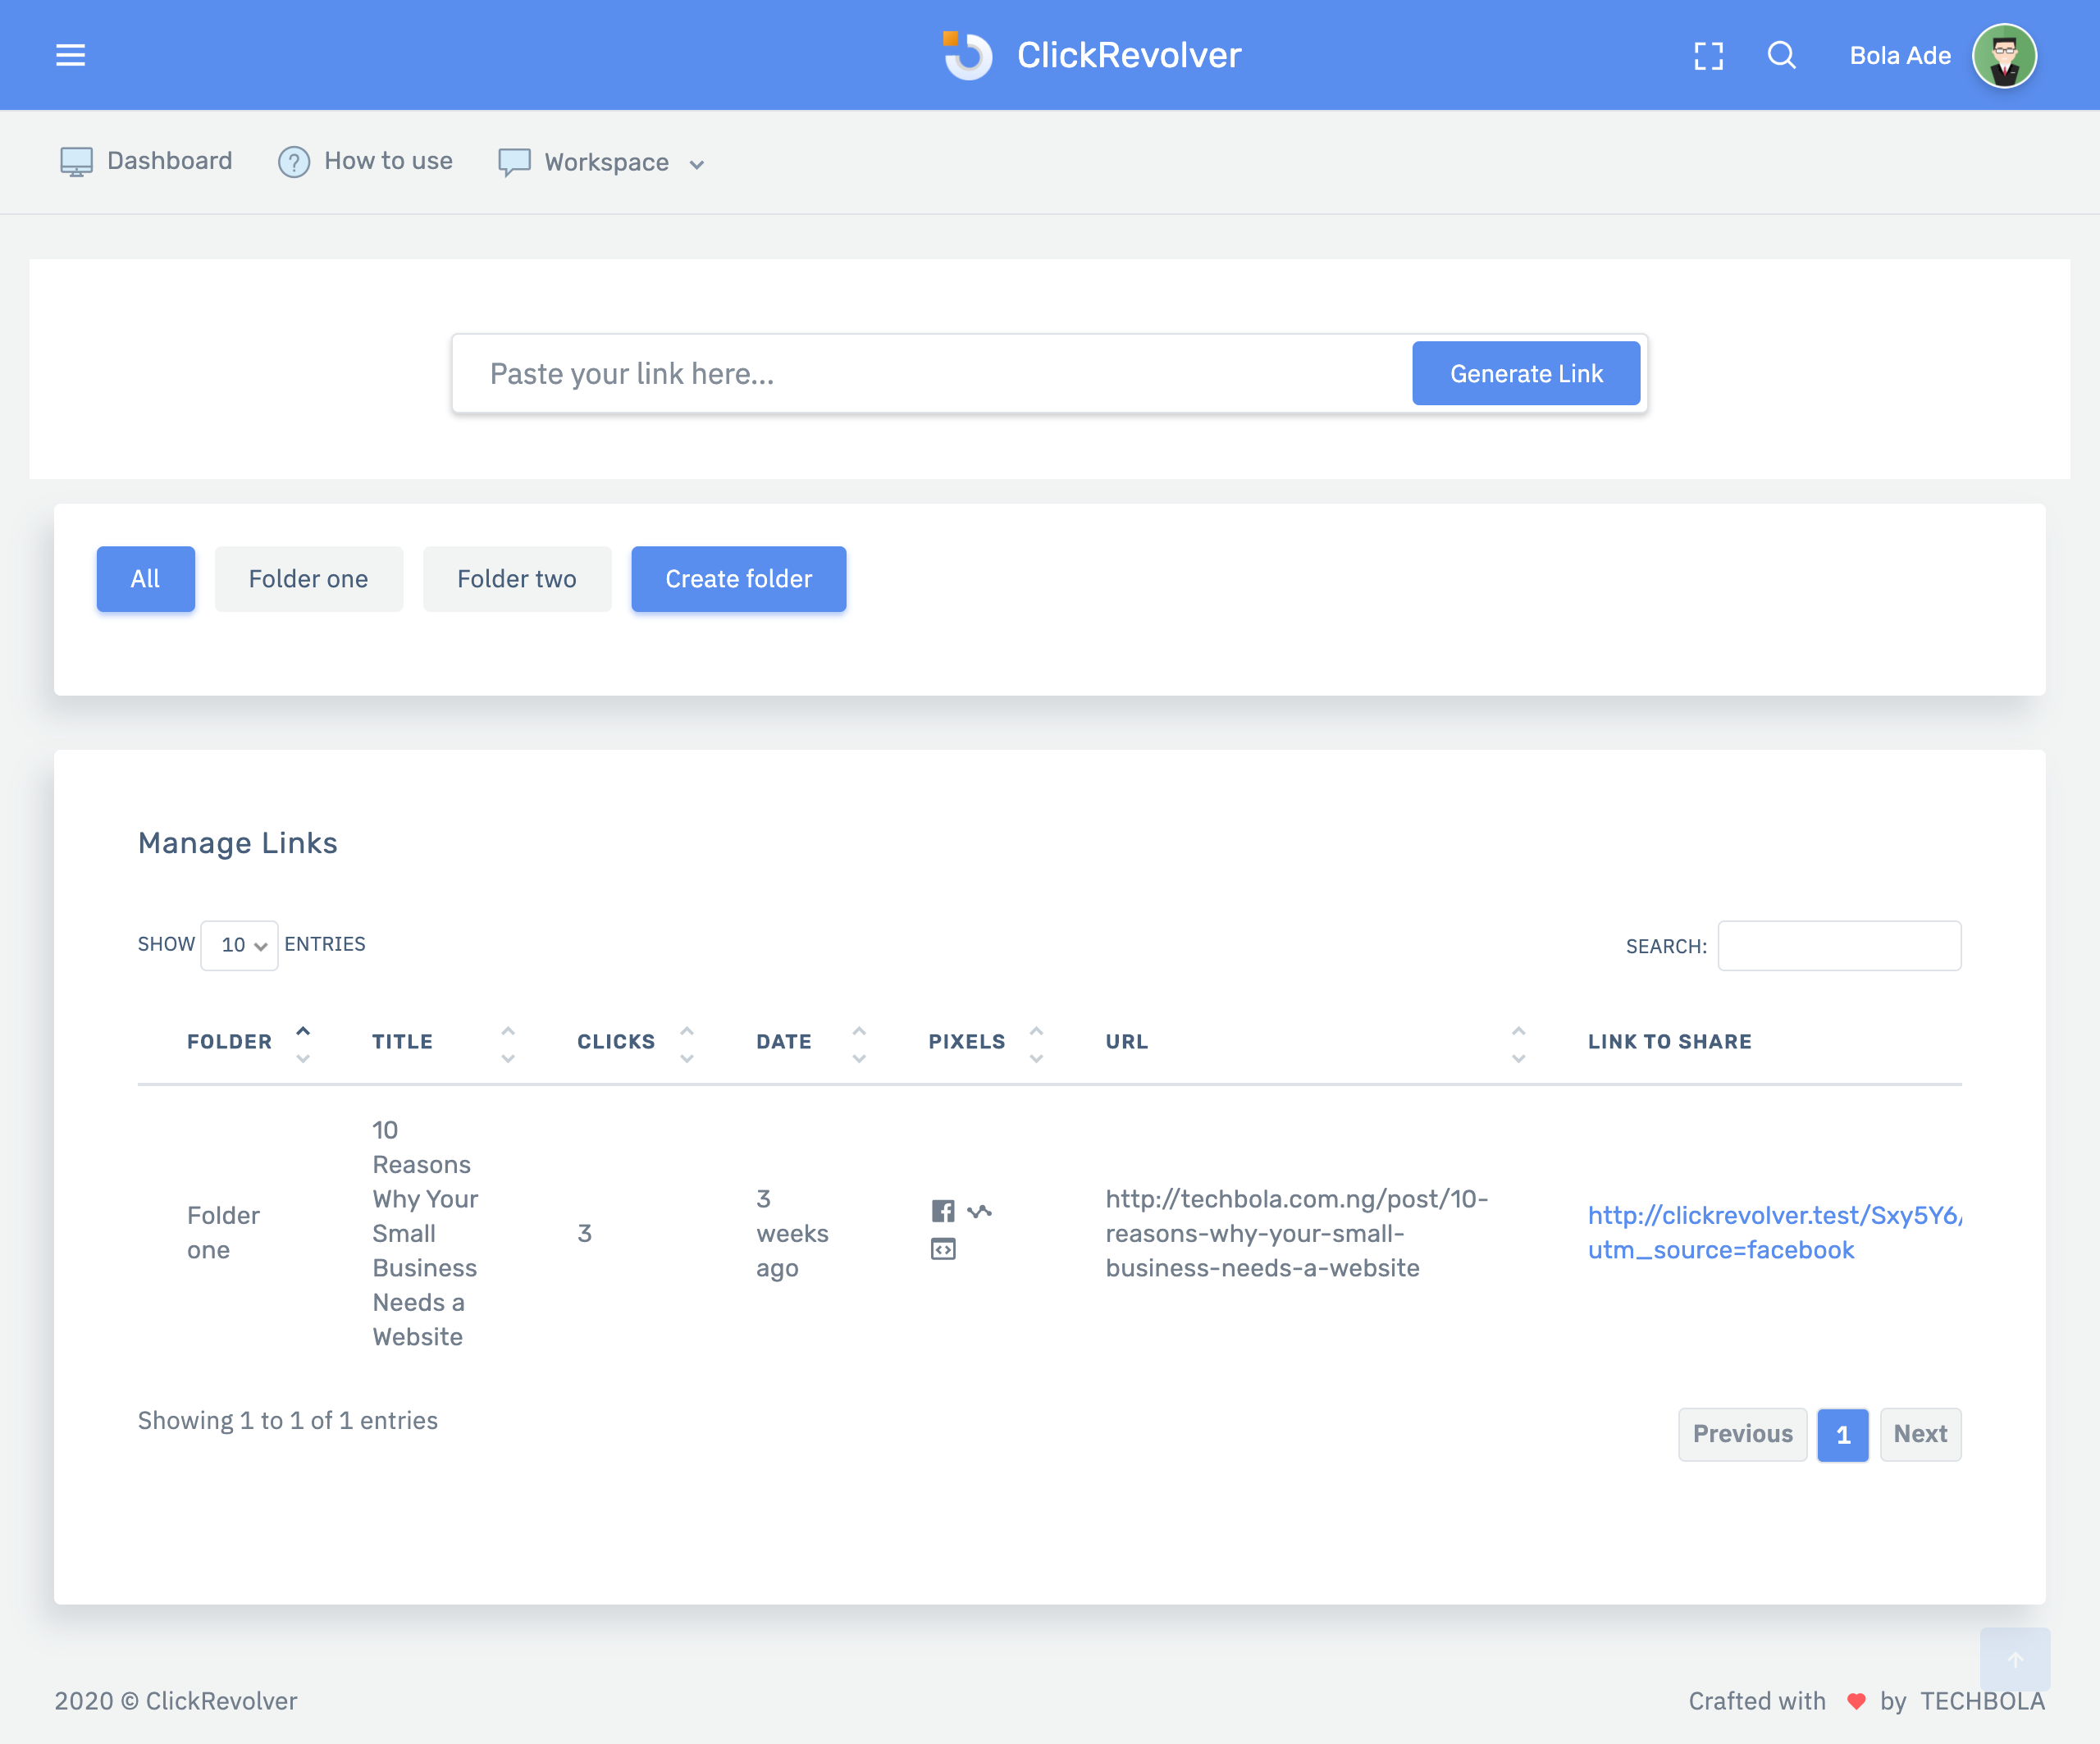 ClickRevolver
Bola Ade
Dashboard
How to use
Workspace
Paste your link here...
Generate Link
All
Folder one
Folder two
Create folder
Manage Links
SHOW 10 ENTRIES
SEARCH:
FOLDER
TITLE
CLICKS
DATE
PIXELS
URL
LINK TO SHARE
Folder
one
10
Reasons
Why Your
Small
Business
Needs a
Website
3
3
weeks
ago
http://techbola.com.ng/post/10-
reasons-why-your-small-
business-needs-a-website
http://clickrevolver.test/Sxy5Y6/
utm_source=facebook
Showing 1 to 1 of 1 entries
Previous
1
Next
2020 © ClickRevolver
Crafted with ♥ by TECHBOLA